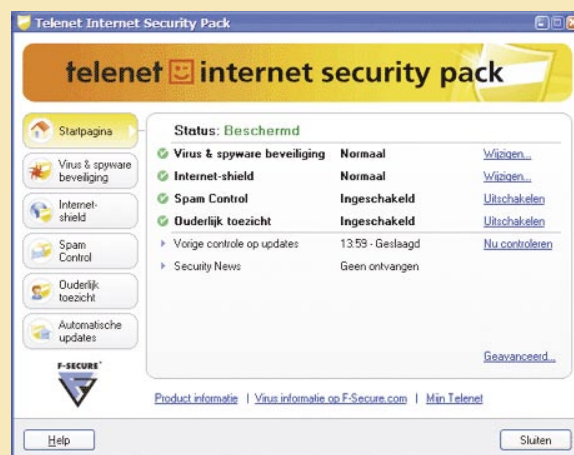 Telenet Internet Security Pack
telenet internet security pack
Startpagina
Virus & spyware
beveiliging
Internet-
shield
Spam
Control
Ouderlijk
toezicht
Automatische
updates
F-SECURE
Status: Beschermd
Virus & spyware beveiliging Normaal Wijzigen...
Internet-shield Normaal Wijzigen...
Spam Control Ingeschakeld Uitschakelen
Ouderlijk toezicht Ingeschakeld Uitschakelen
Vorige controle op updates 13:59 - Geslaagd Nu controleren
Security News Geen ontvangen
Geavanceerd...
Product informatie | Virus informatie op F-Secure.com | Mijn Telenet
Help Sluiten